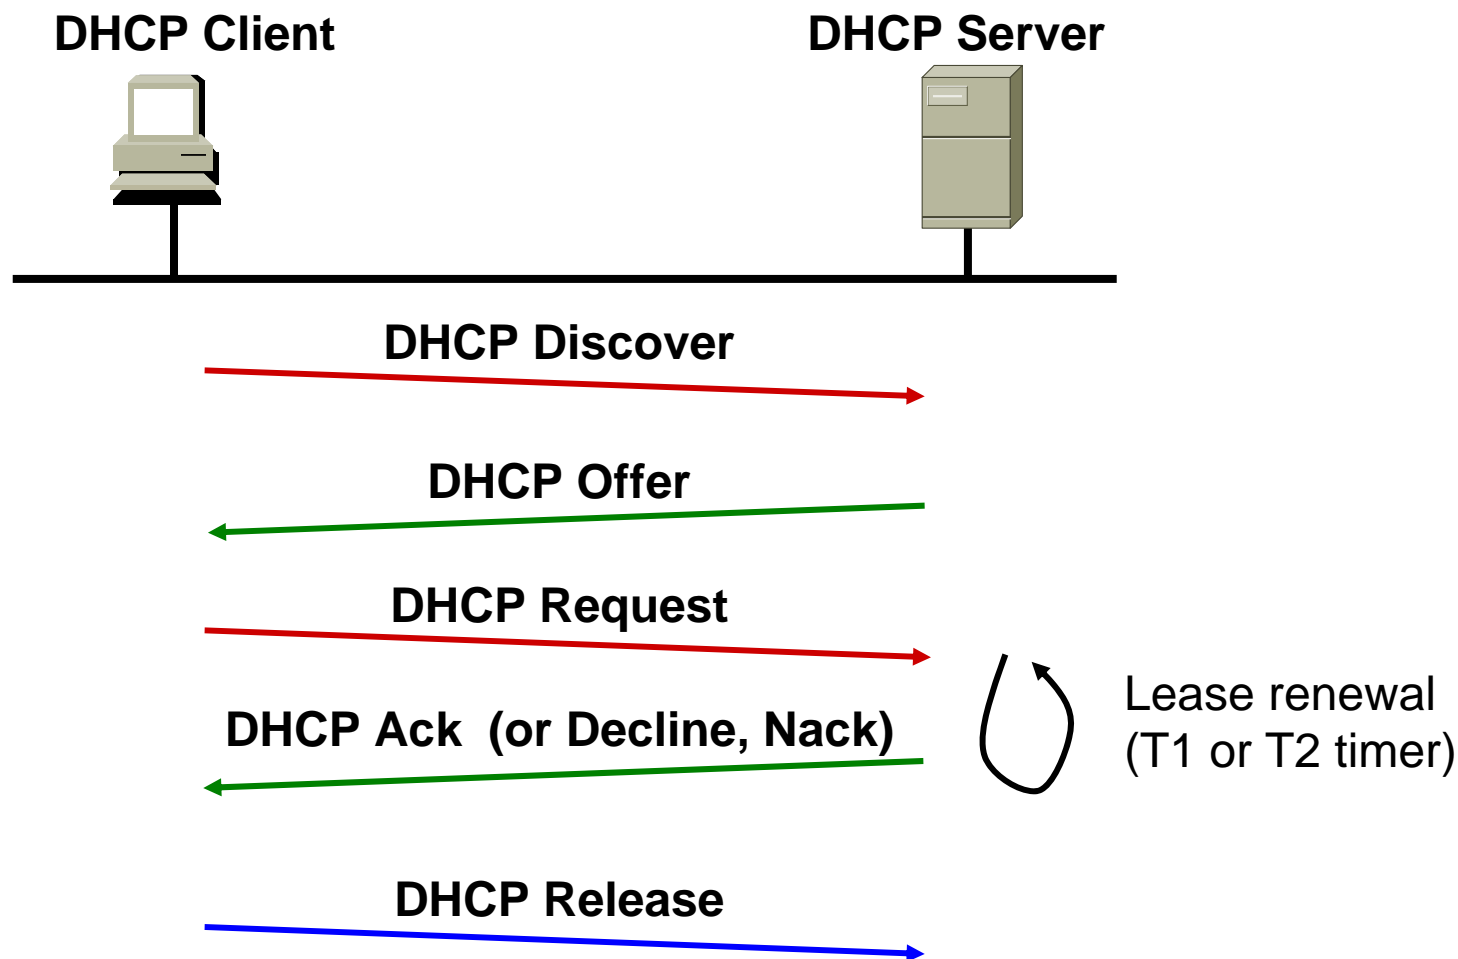 DHCP Client
DHCP Server
DHCP Discover
DHCP Offer
DHCP Request
DHCP Ack  (or Decline, Nack)
Lease renewal
(T1 or T2 timer)
DHCP Release